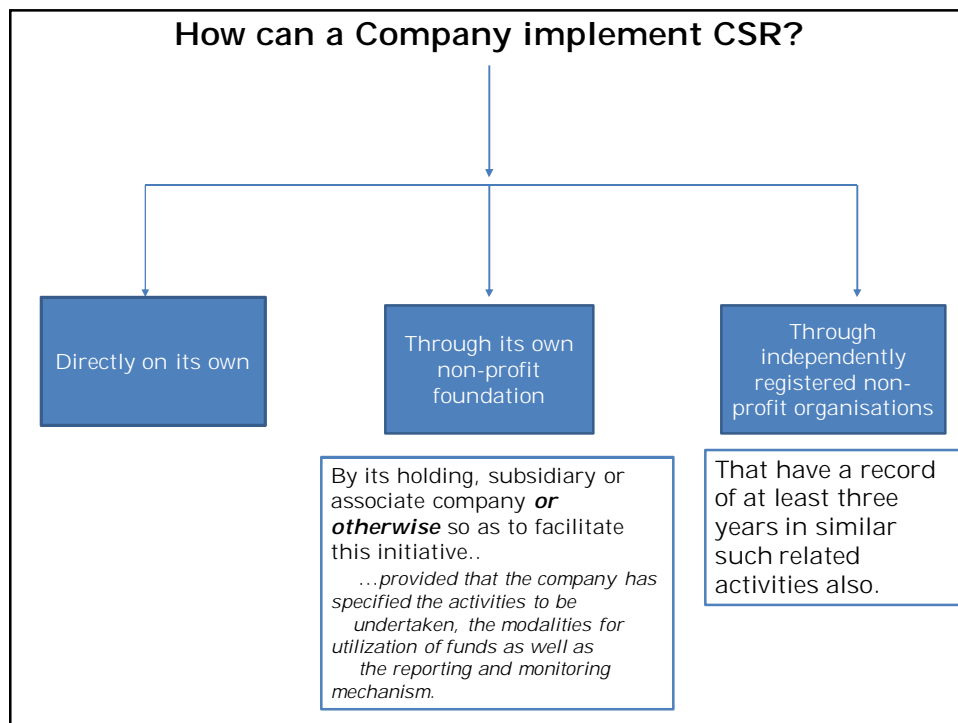 How can a Company implement CSR?
Directly on its own
Through its own
non-profit
foundation
Through
independently
registered non-
profit organisations
By its holding, subsidiary or
associate company or
otherwise so as to facilitate
this initiative..
...provided that the company has
specified the activities to be
undertaken, the modalities for
utilization of funds as well as
the reporting and monitoring
mechanism.
That have a record
of at least three
years in similar
such related
activities also.